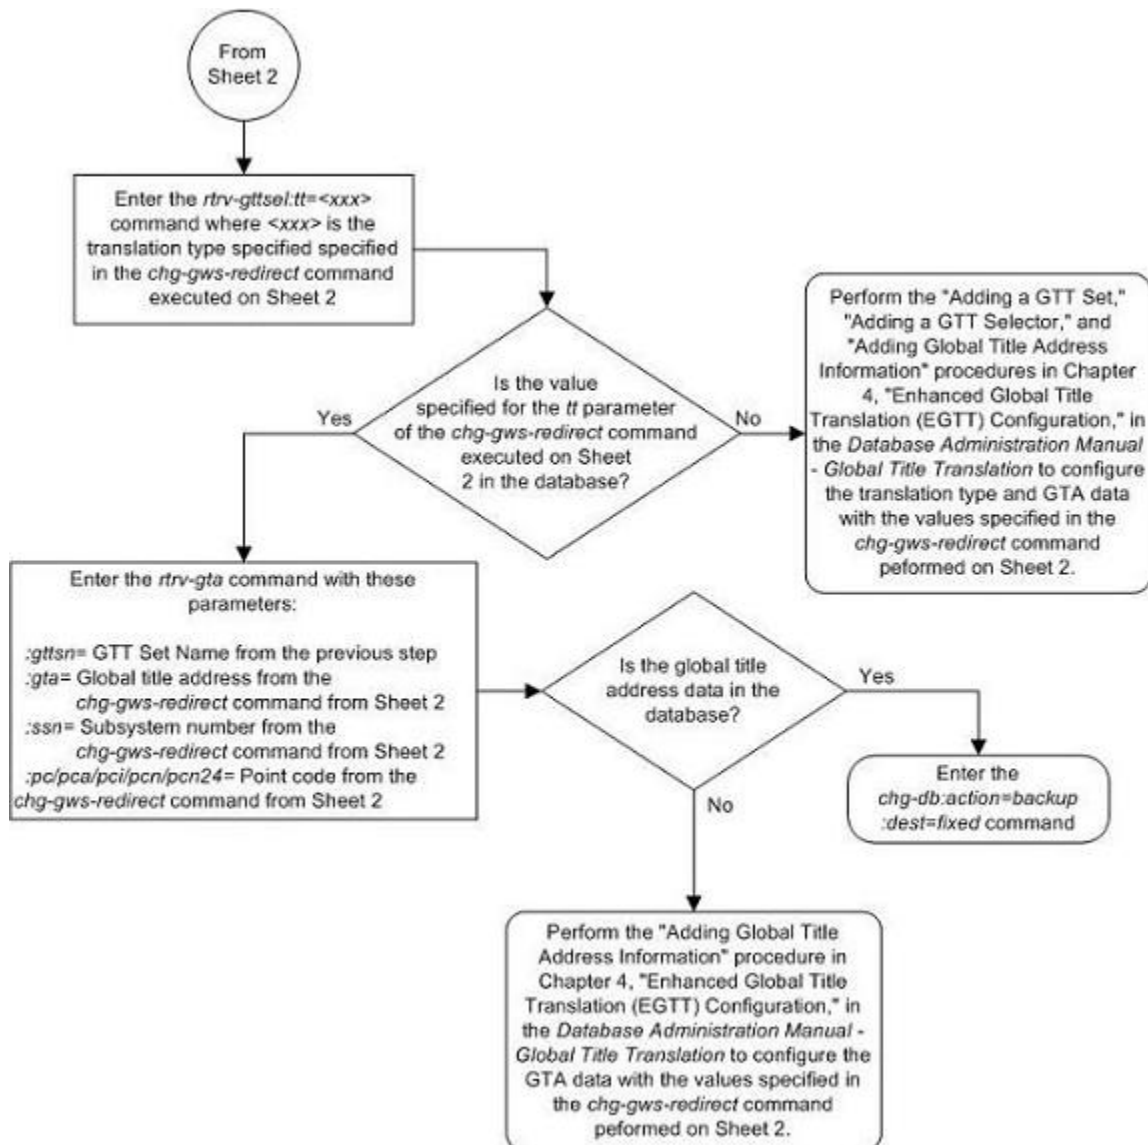 From
Sheet 2
Enter the rtrv-gttsel:tt=<xxx>
command where <xxx> is the
translation type specified specified
in the chg-gws-redirect command
executed on Sheet 2
Is the value
specified for the tt parameter
of the chg-gws-redirect command
executed on Sheet
2 in the database?
Yes
No
Perform the "Adding a GTT Set,"
"Adding a GTT Selector," and
"Adding Global Title Address
Information" procedures in Chapter
4, "Enhanced Global Title
Translation (EGTT) Configuration," in
the Database Administration Manual
- Global Title Translation to configure
the translation type and GTA data
with the values specified in the
chg-gws-redirect command
peformed on Sheet 2.
Enter the rtrv-gta command with these
parameters:
:gttsn= GTT Set Name from the previous step
:gta= Global title address from the
chg-gws-redirect command from Sheet 2
:ssn= Subsystem number from the
chg-gws-redirect command from Sheet 2
:pc/pca/pci/pcn/pcn24= Point code from the
chg-gws-redirect command from Sheet 2
Is the global title
address data in the
database?
Yes
No
Enter the
chg-db:action=backup
:dest=fixed command
Perform the "Adding Global Title
Address Information" procedure in
Chapter 4, "Enhanced Global Title
Translation (EGTT) Configuration," in
the Database Administration Manual -
Global Title Translation to configure the
GTA data with the values specified in
the chg-gws-redirect command
peformed on Sheet 2.